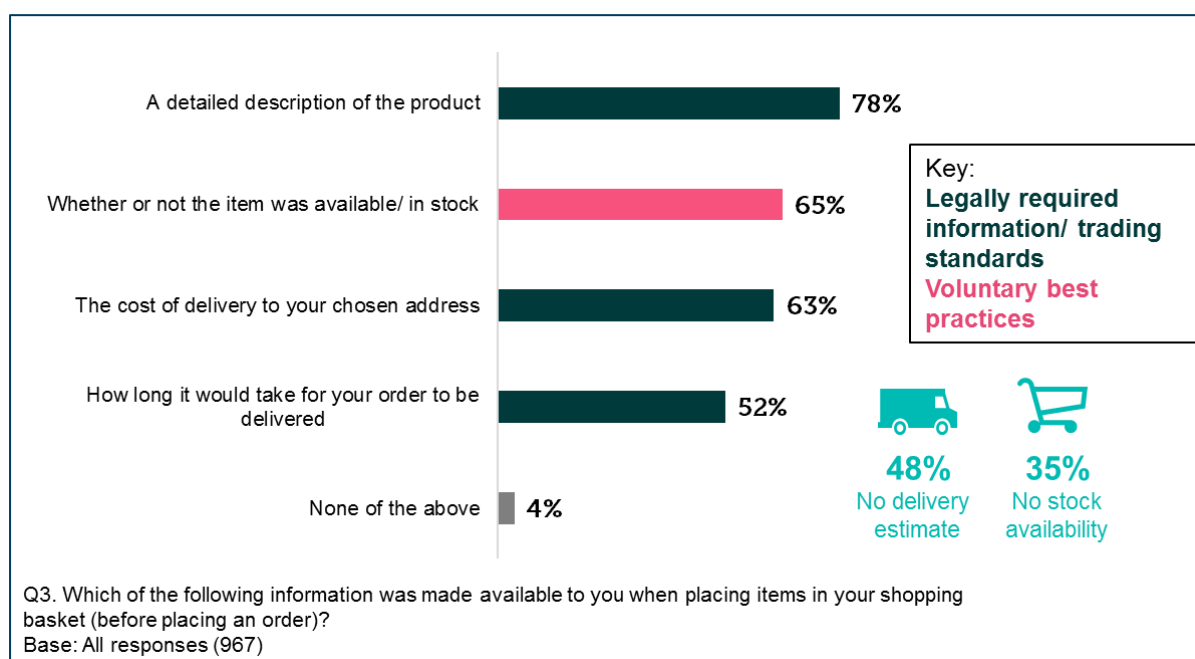 A detailed description of the product
78%
Whether or not the item was available/ in stock
65%
The cost of delivery to your chosen address
63%
How long it would take for your order to be
delivered
52%
None of the above
4%
Key:
Legally required
information/ trading
standards
Voluntary best
practices
48%
No delivery
estimate
35%
No stock
availability
Q3. Which of the following information was made available to you when placing items in your shopping
basket (before placing an order)?
Base: All responses (967)